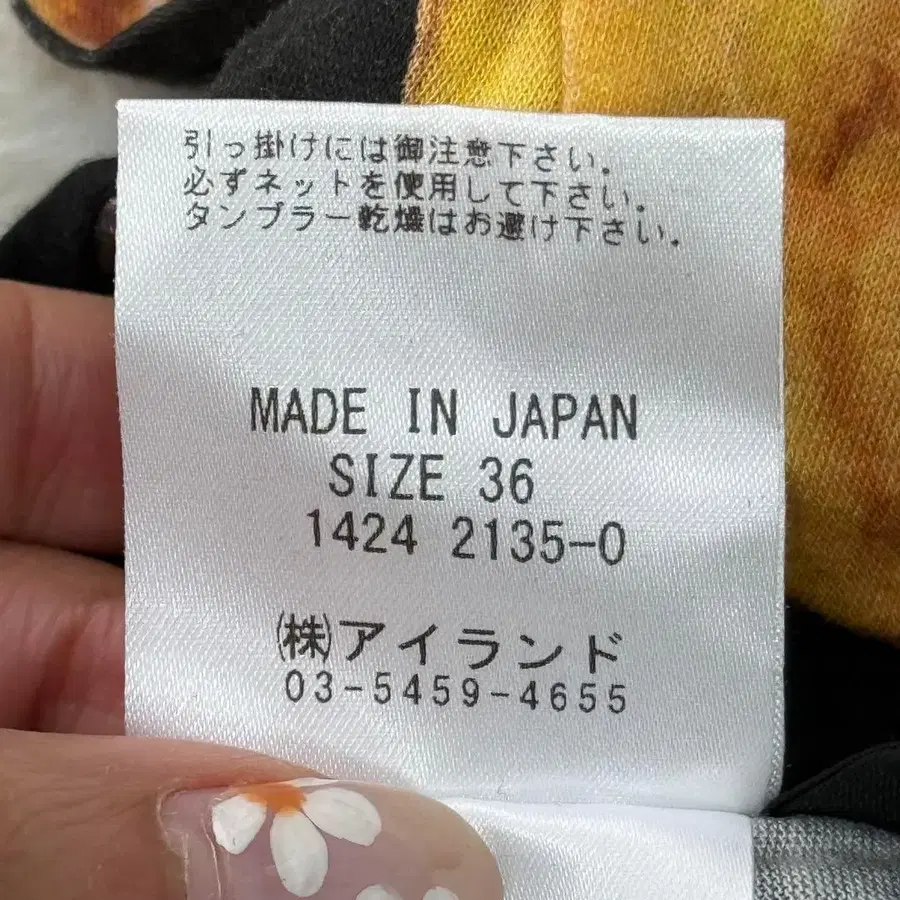 引っ掛けには御注意下さい.
必ずネットを使用して下さい.
タンブラー乾燥はお避け下さい.
MADE IN JAPAN
SIZE 36
1424 2135-0
(株)アイランド
03-5459-4655